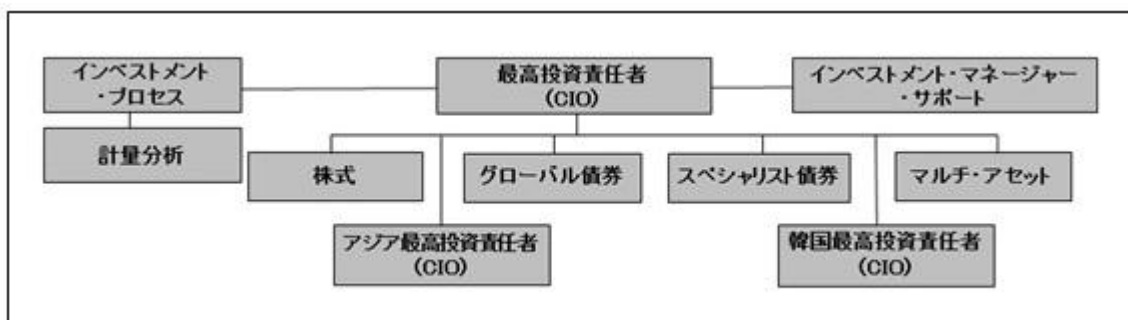 インベストメント
・プロセス
最高投資責任者
(CIO)
インベストメント・マネージャー
・サポート
計量分析
株式
グローバル債券
スペシャリスト債券
マルチ・アセット
アジア最高投資責任者
(CIO)
韓国最高投資責任者
(CIO)